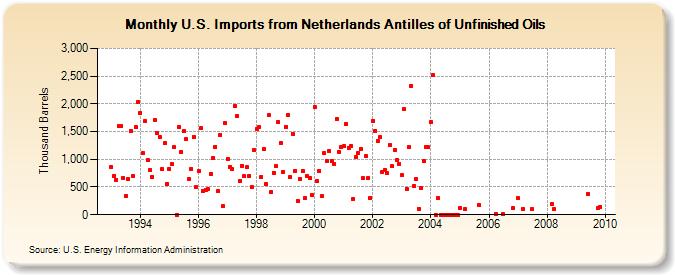 Monthly U.S. Imports from Netherlands Antilles of Unfinished Oils
Thousand Barrels
3,000
2,500
2,000
1,500
1,000
500
0
1994 1996 1998 2000 2002 2004 2006 2008 2010
Source: U.S. Energy Information Administration